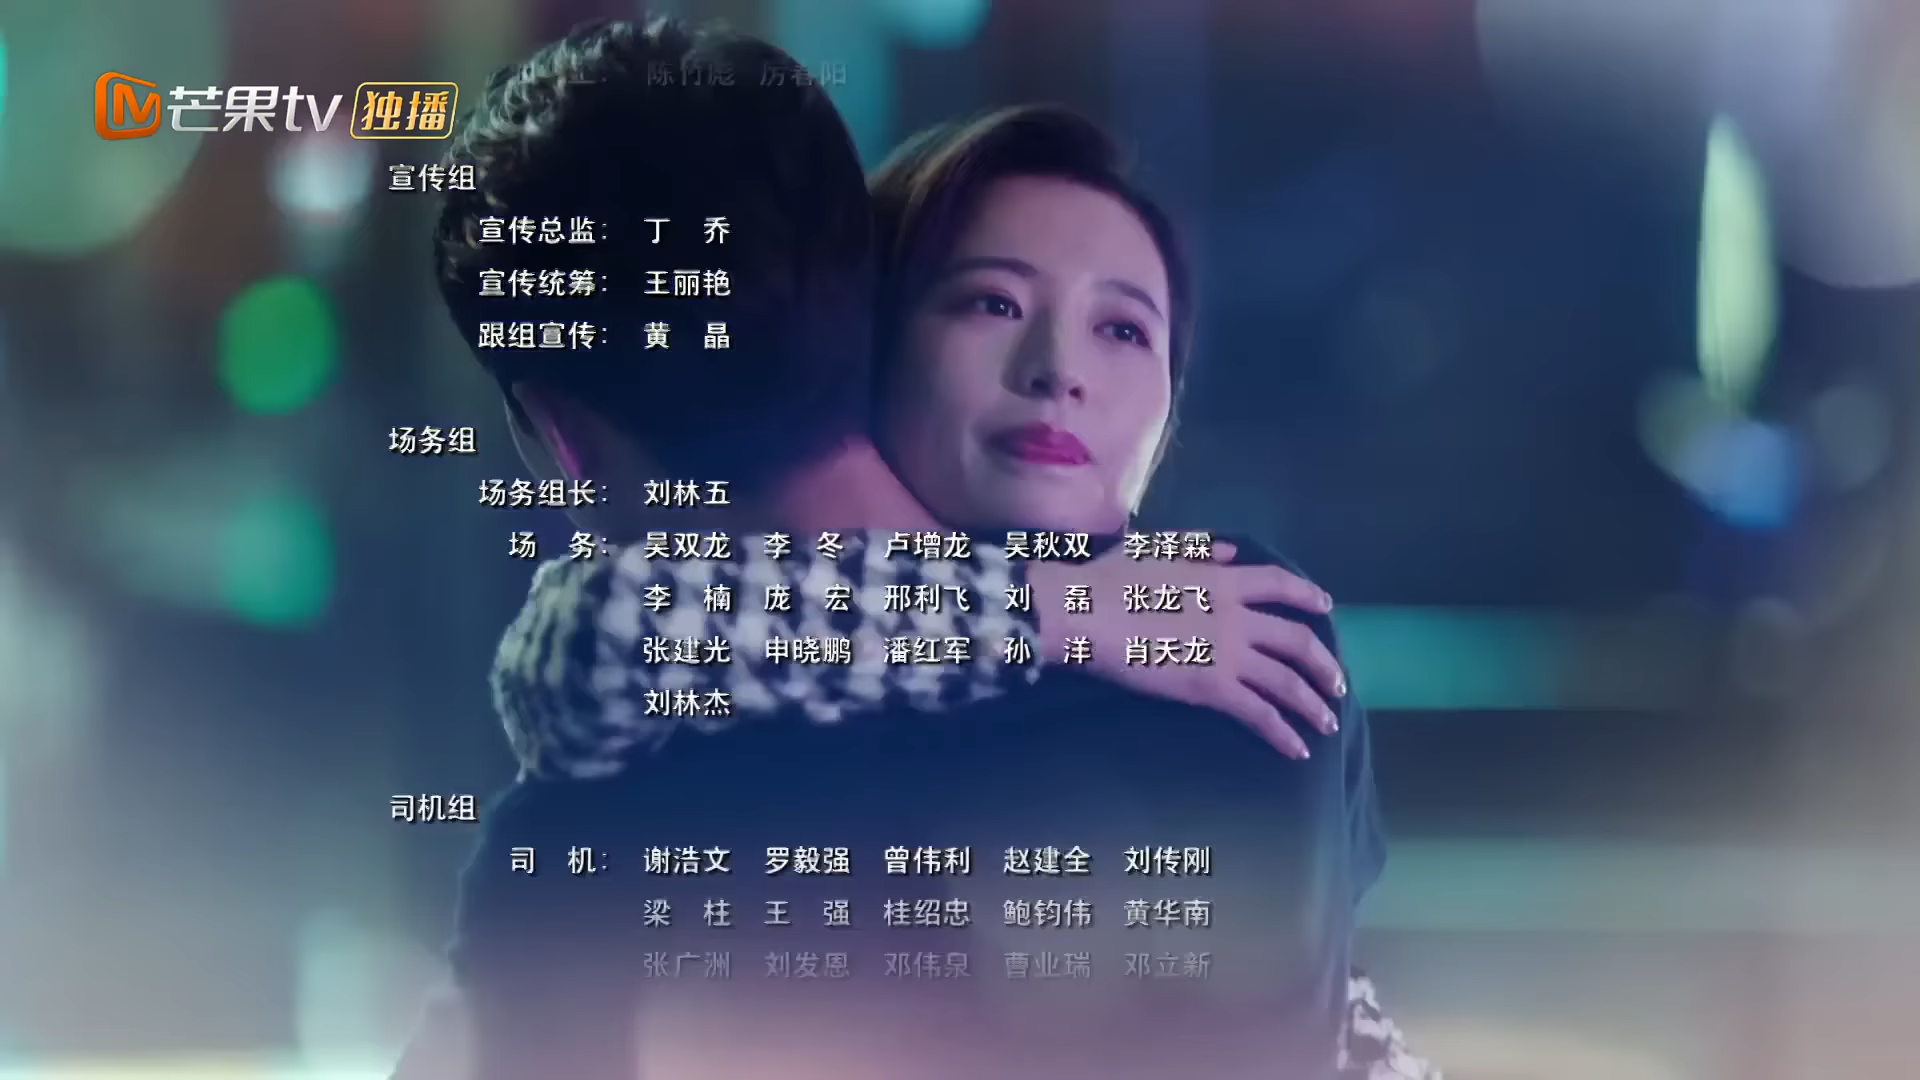 陈竹彪 厉春阳
芒果tv 独播
宣传组
宣传总监: 丁 乔
宣传统筹: 王丽艳
跟组宣传: 黄 晶
场务组
场务组长: 刘林五
场 务: 吴双龙 李 冬 卢增龙 吴秋双 李泽霖
李 楠 庞 宏 邢利飞 刘 磊 张龙飞
张建光 申晓鹏 潘红军 孙 洋 肖天龙
刘林杰
司机组
司 机: 谢浩文 罗毅强 曾伟利 赵建全 刘传刚
梁 柱 王 强 桂绍忠 鲍钧伟 黄华南
张广洲 刘发恩 邓伟泉 曹业瑞 邓立新